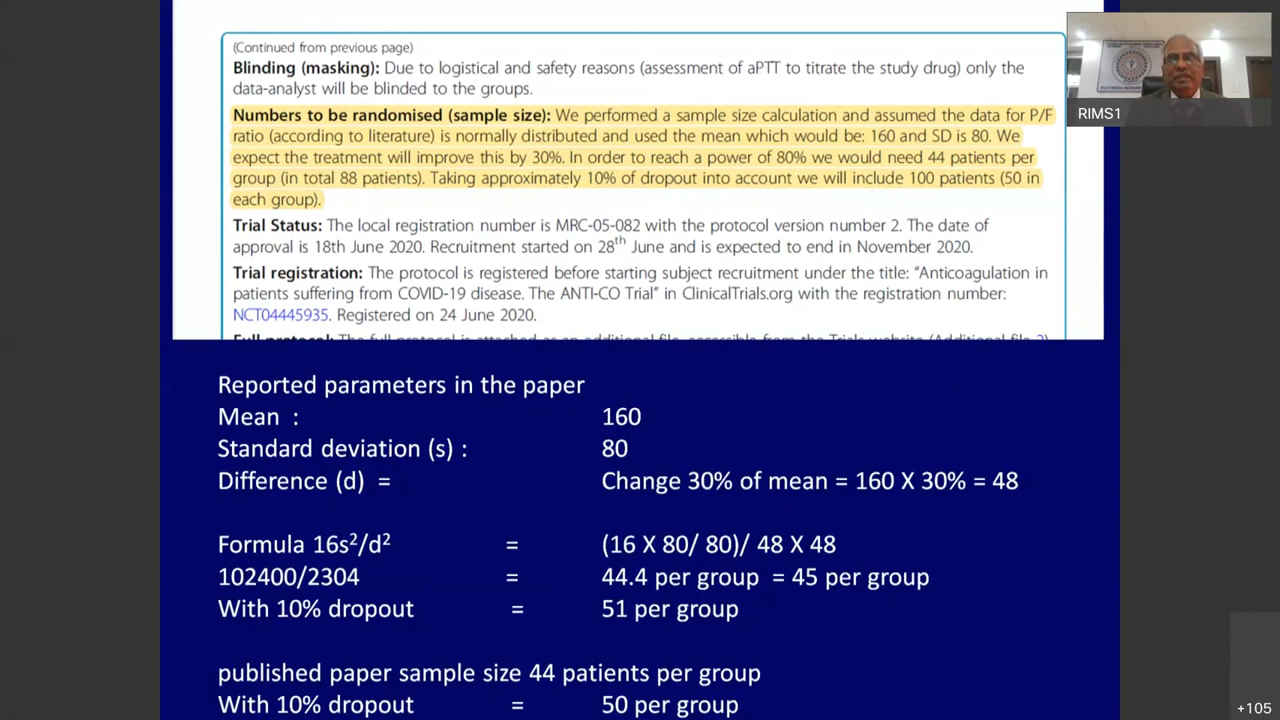 (Continued from previous page)
Blinding (masking): Due to logistical and safety reasons (assessment of aPTT to titrate the study drug) only the
data-analyst will be blinded to the groups.
Numbers to be randomised (sample size): We performed a sample size calculation and assumed the data for P/F
ratio (according to literature) is normally distributed and used the mean which would be: 160 and SD is 80. We
expect the treatment will improve this by 30%. In order to reach a power of 80% we would need 44 patients per
group (in total 88 patients). Taking approximately 10% of dropout into account we will include 100 patients (50 in
each group).
Trial Status: The local registration number is MRC-05-082 with the protocol version number 2. The date of
approval is 18th June 2020. Recruitment started on 28th June and is expected to end in November 2020.
Trial registration: The protocol is registered before starting subject recruitment under the title: “Anticoagulation in
patients suffering from COVID-19 disease. The ANTI-CO Trial” in ClinicalTrials.org with the registration number:
NCT04445935. Registered on 24 June 2020.
RIMS1
Reported parameters in the paper
Mean : 160
Standard deviation (s) : 80
Difference (d) = Change 30% of mean = 160 X 30% = 48
Formula 16s²/d² = (16 X 80/ 80)/ 48 X 48
102400/2304 = 44.4 per group = 45 per group
With 10% dropout = 51 per group
published paper sample size 44 patients per group
With 10% dropout = 50 per group
+105